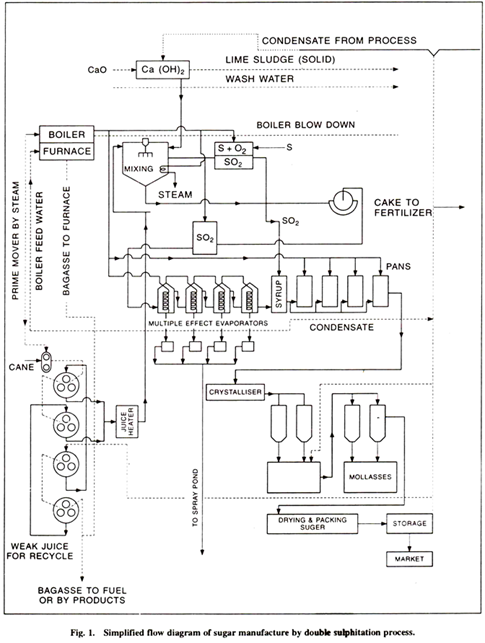 CONDENSATE FROM PROCESS
LIME SLUDGE (SOLID)
CaO
Ca (OH)2
WASH WATER
BOILER BLOW DOWN
BOILER
FURNACE
S + O2
S
SO2
MIXING
STEAM
CAKE TO
FERTILIZER
SO2
SO2
PRIME MOVER BY STEAM
BOILER FEED WATER
BAGASSE TO FURNACE
PANS
SYRUP
MULTIPLE EFFECT EVAPORATORS
CONDENSATE
CANE
CRYSTALLISER
JUICE
HEATER
MOLLASSES
TO SPRAY POND
DRYING & PACKING
SUGER
STORAGE
MARKET
WEAK JUICE
FOR RECYCLE
BAGASSE TO FUEL
OR BY PRODUCTS
Fig. 1. Simplified flow diagram of sugar manufacture by double sulphitation process.